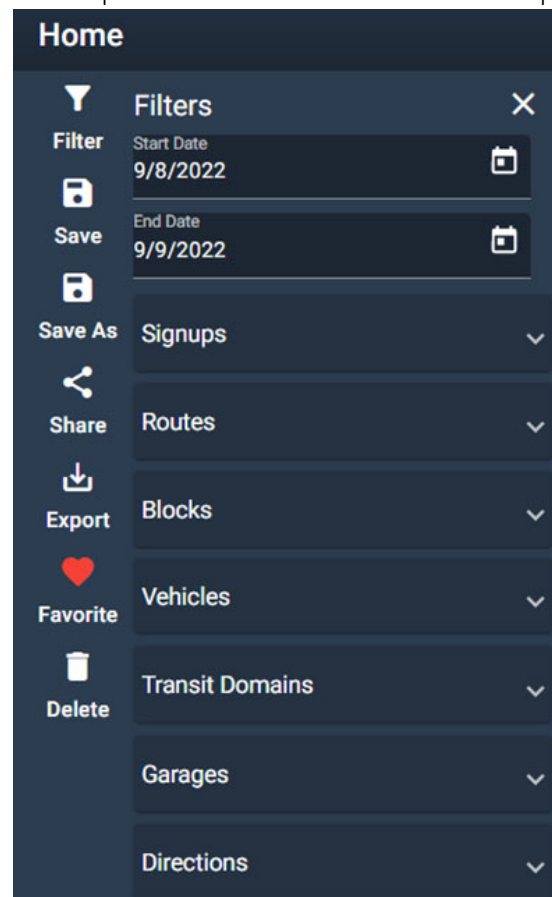 Home
Filter
Save
Save As
Share
Export
Favorite
Delete
Filters
Start Date
9/8/2022
End Date
9/9/2022
Signups
Routes
Blocks
Vehicles
Transit Domains
Garages
Directions